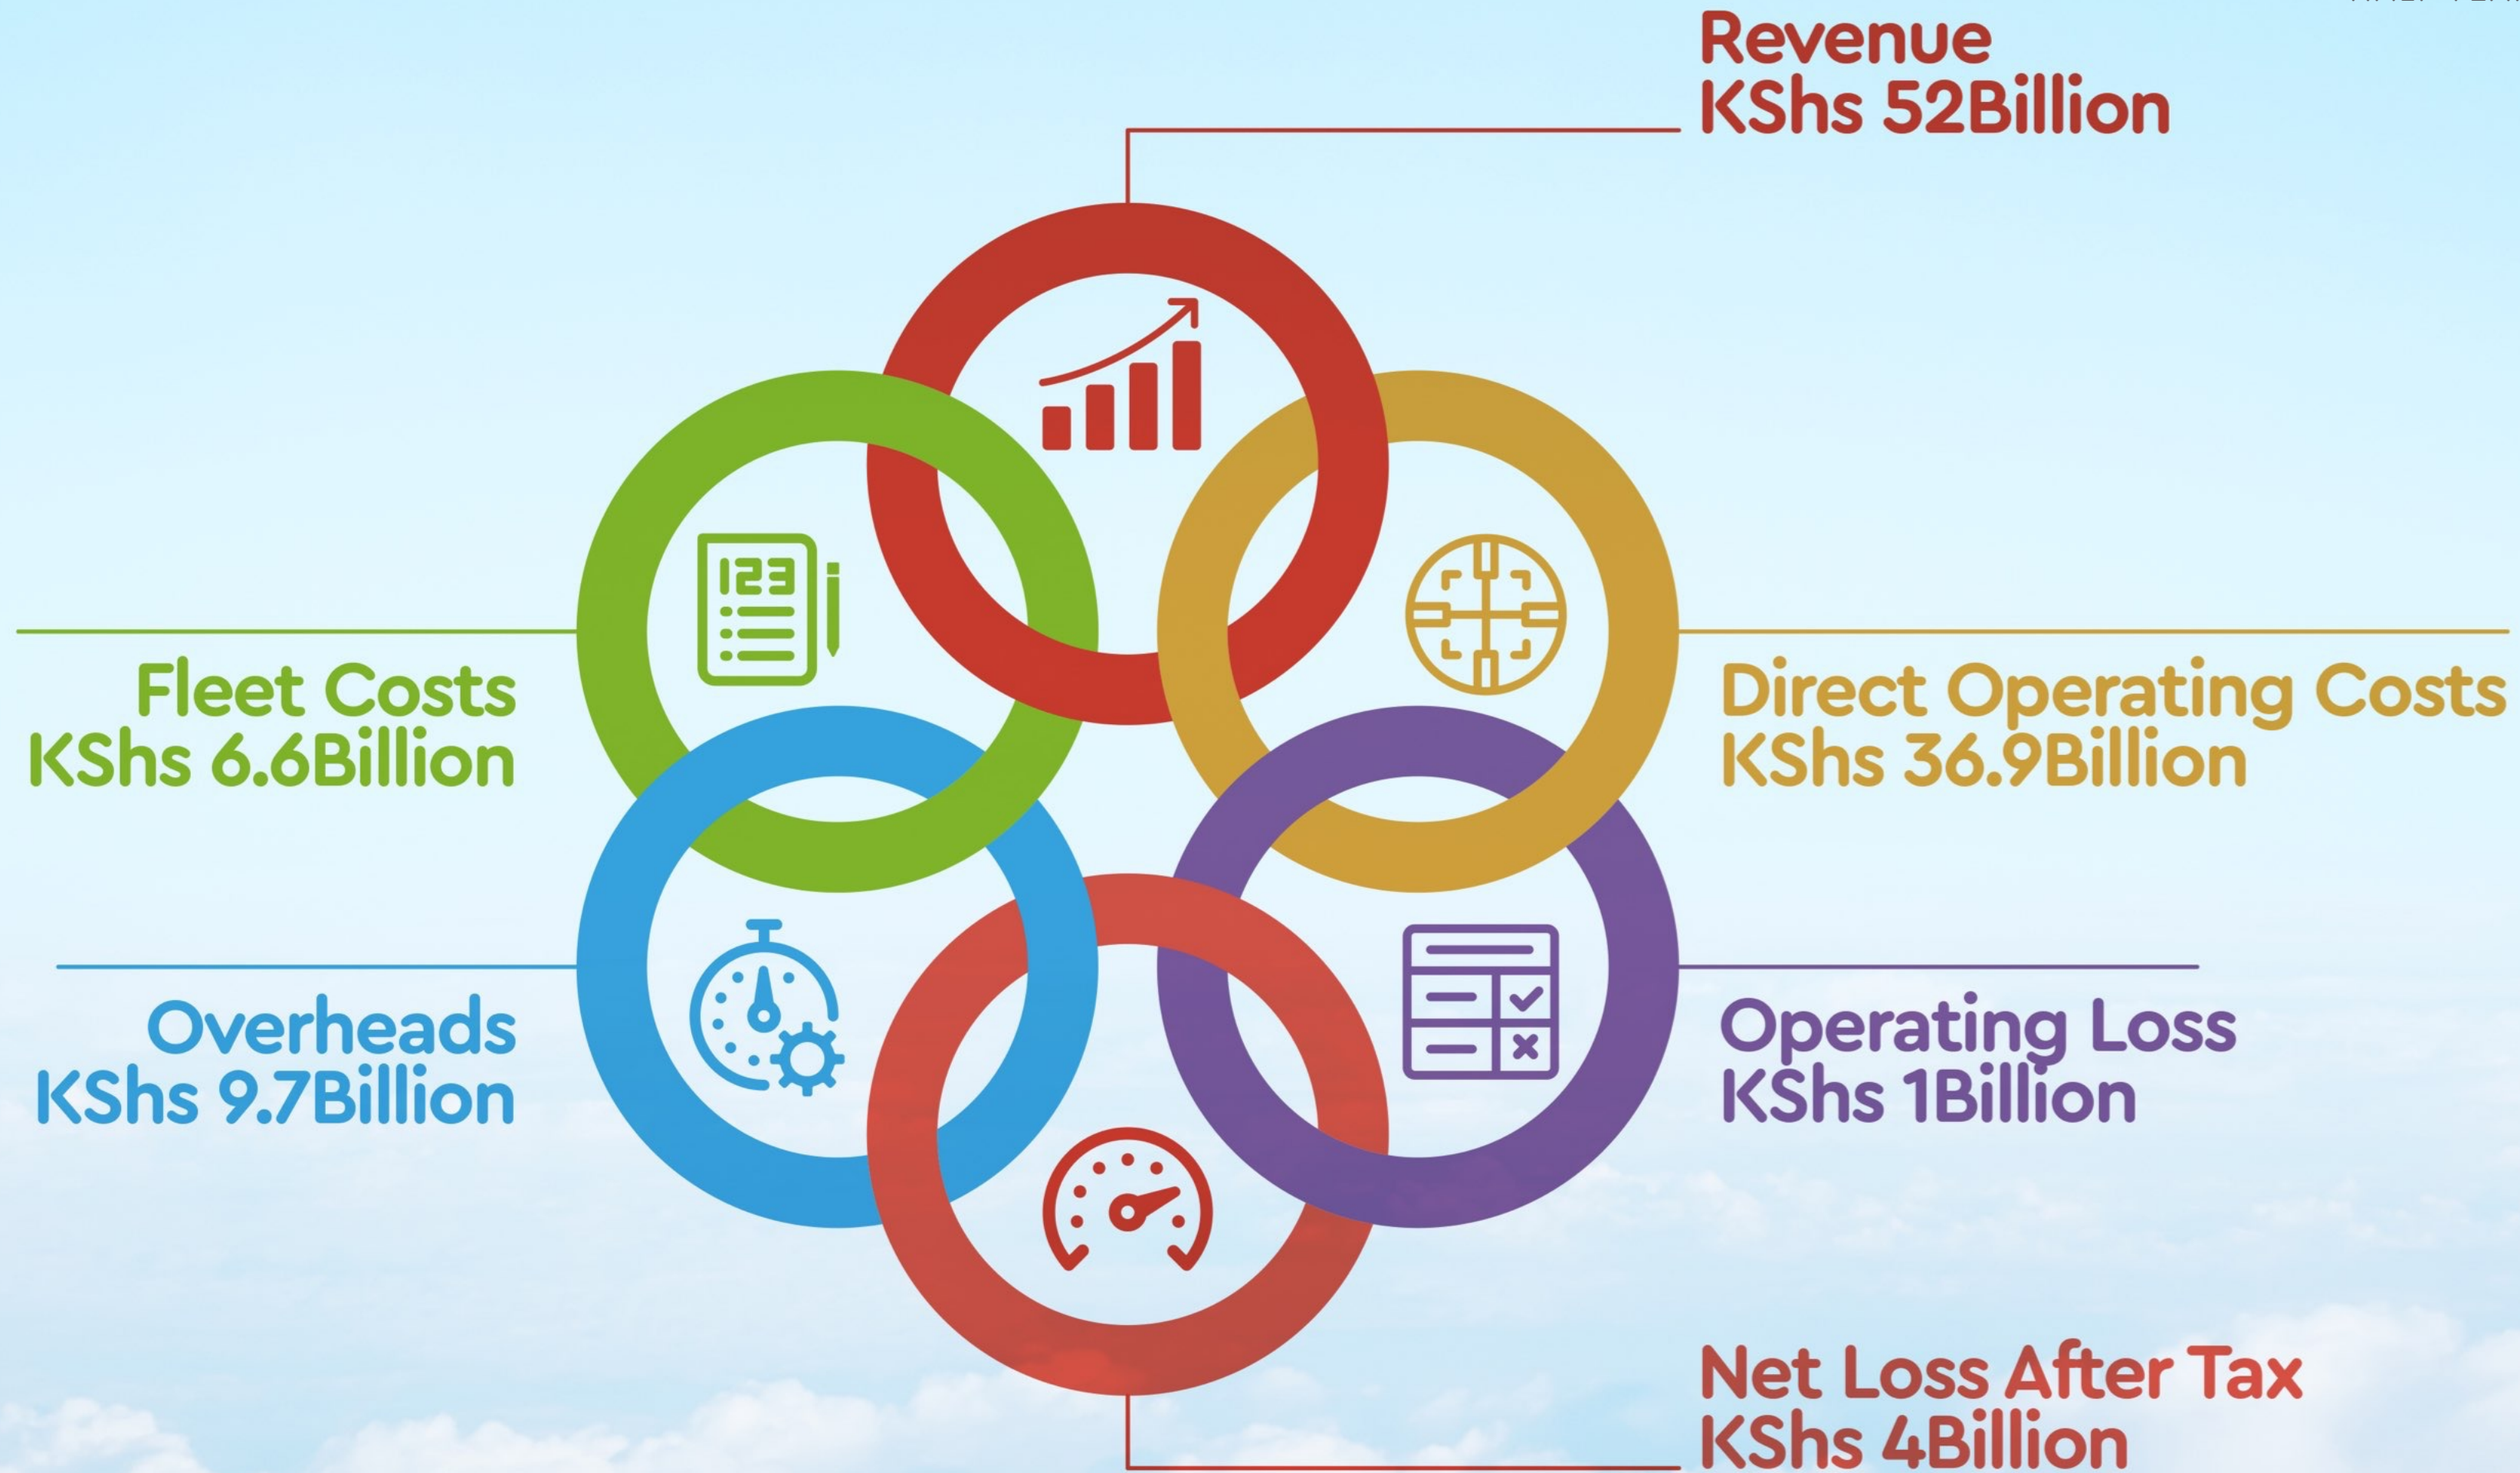 Revenue
KShs 52Billion
123
Fleet Costs
KShs 6.6Billion
Direct Operating Costs
KShs 36.9Billion
Overheads
KShs 9.7Billion
Operating Loss
KShs 1Billion
Net Loss After Tax
KShs 4Billion